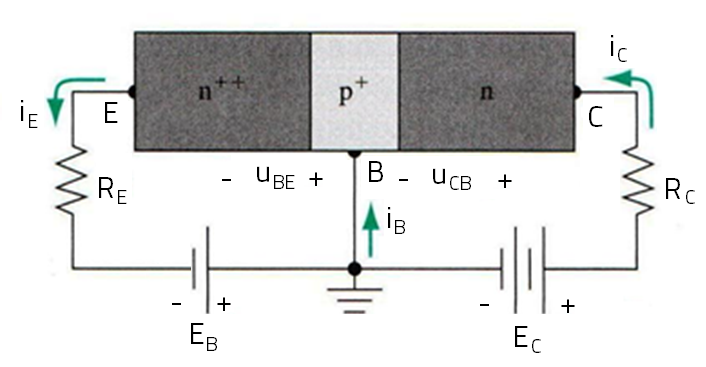 n++ p+ n
iE E C iC
RE - uBE + B - uCB + RC
iB
- + - +
EB EC